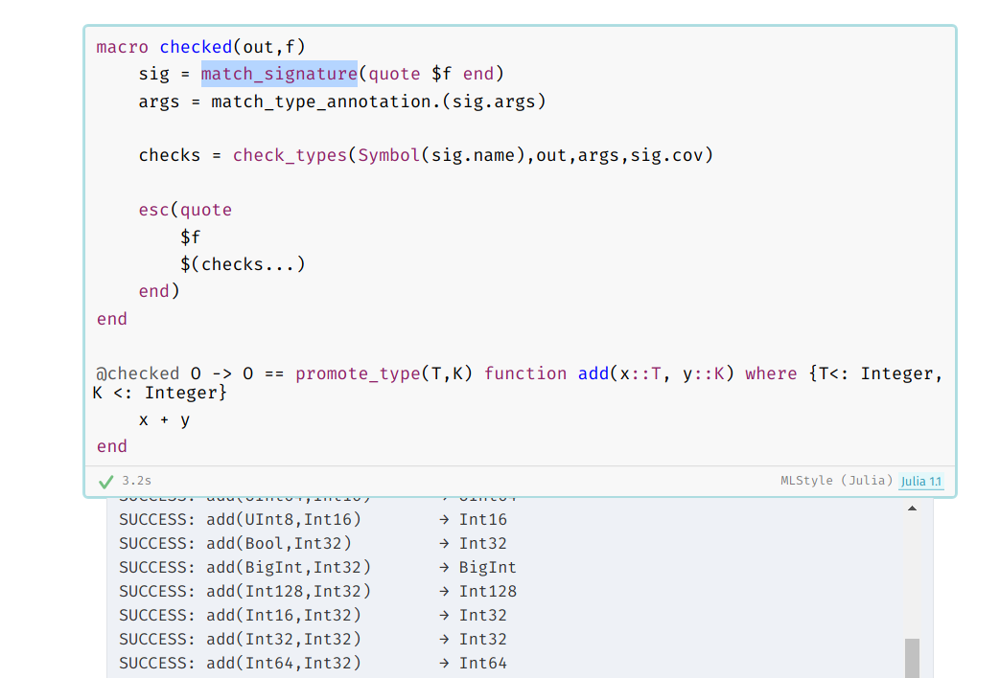 macro checked(out,f)
    sig = match_signature(quote $f end)
    args = match_type_annotation.(sig.args)
    checks = check_types(Symbol(sig.name),out,args,sig.cov)
    esc(quote
        $f
        $(checks...)
    end)
end
@checked O -> O == promote_type(T,K) function add(x::T, y::K) where {T<: Integer,
K <: Integer}
    x + y
end
3.2s MLStyle (Julia) Julia 1.1
SUCCESS: add(UInt8,Int16) → Int16
SUCCESS: add(Bool,Int32) → Int32
SUCCESS: add(BigInt,Int32) → BigInt
SUCCESS: add(Int128,Int32) → Int128
SUCCESS: add(Int16,Int32) → Int32
SUCCESS: add(Int32,Int32) → Int32
SUCCESS: add(Int64,Int32) → Int64